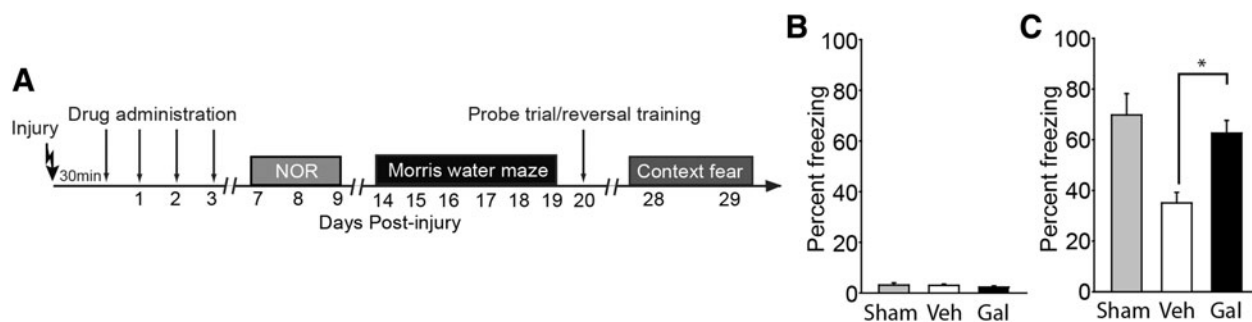 A
Injury
Drug administration
Probe trial/reversal training
30min
NOR
Morris water maze
Context fear
1 2 3 7 8 9 14 15 16 17 18 19 20 28 29
Days Post-injury
B
Percent freezing
100
80
60
40
20
0
Sham Veh Gal
C
Percent freezing
100
80
60
40
20
0
*
Sham Veh Gal